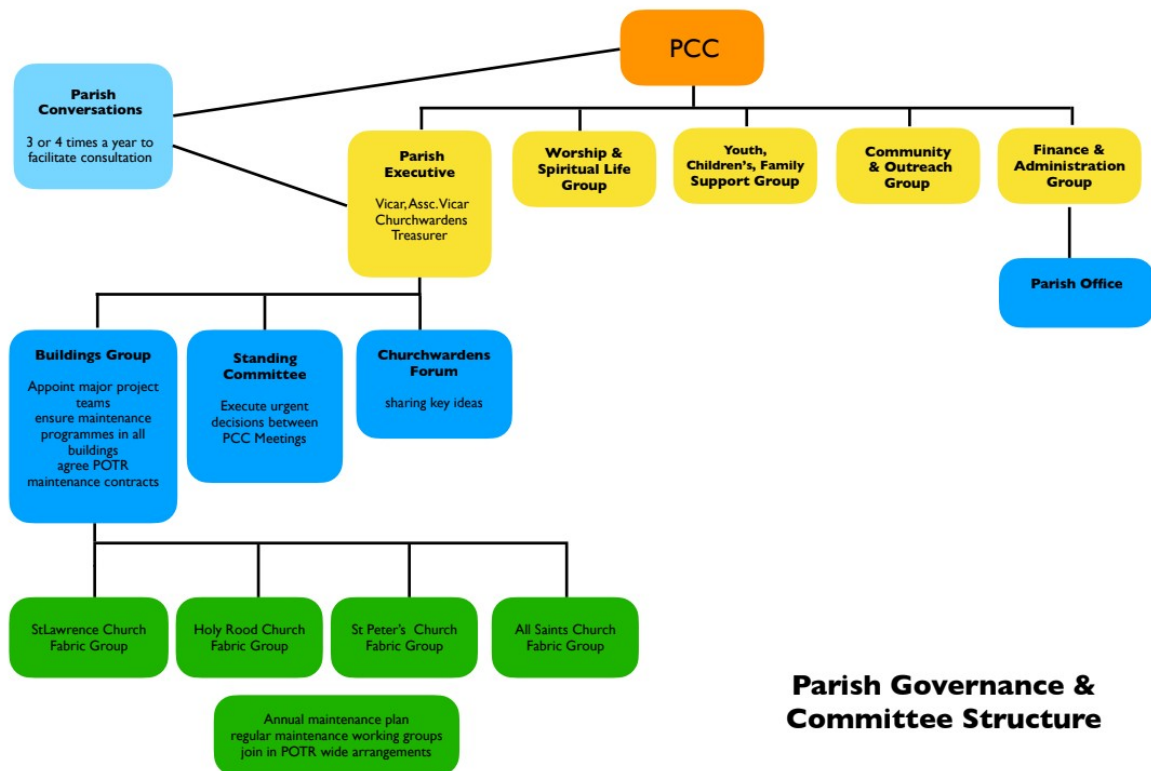 PCC
Parish
Conversations
3 or 4 times a year to
facilitate consultation
Parish
Executive
Vicar, Assc. Vicar
Churchwardens
Treasurer
Worship &
Spiritual Life
Group
Youth,
Children's, Family
Support Group
Community
& Outreach
Group
Finance &
Administration
Group
Parish Office
Buildings Group
Appoint major project
teams
ensure maintenance
programmes in all
buildings
agree POTR
maintenance contracts
Standing
Committee
Execute urgent
decisions between
PCC Meetings
Churchwardens
Forum
sharing key ideas
StLawrence Church
Fabric Group
Holy Rood Church
Fabric Group
St Peter's Church
Fabric Group
All Saints Church
Fabric Group
Annual maintenance plan
regular maintenance working groups
join in POTR wide arrangements
Parish Governance &
Committee Structure